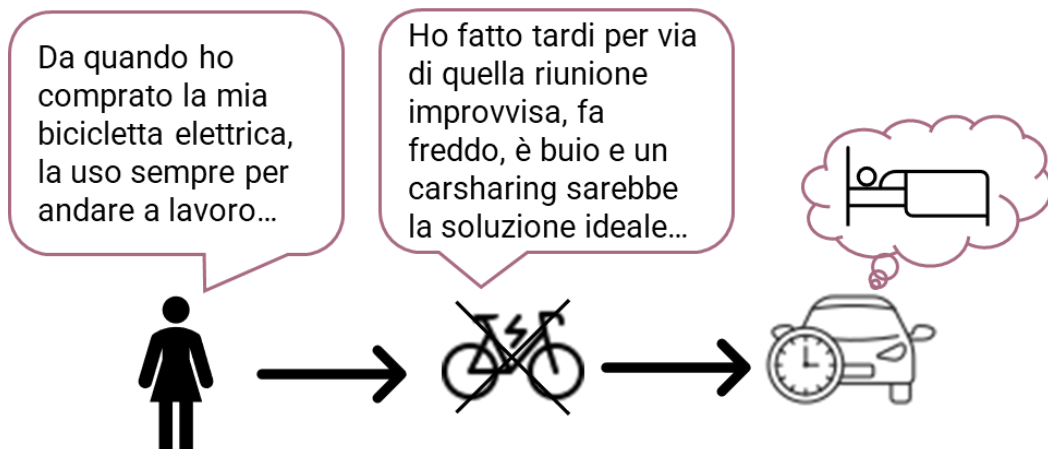 Da quando ho
comprato la mia
bicicletta elettrica,
la uso sempre per
andare a lavoro…
Ho fatto tardi per via
di quella riunione
improvvisa, fa
freddo, è buio e un
carsharing sarebbe
la soluzione ideale…